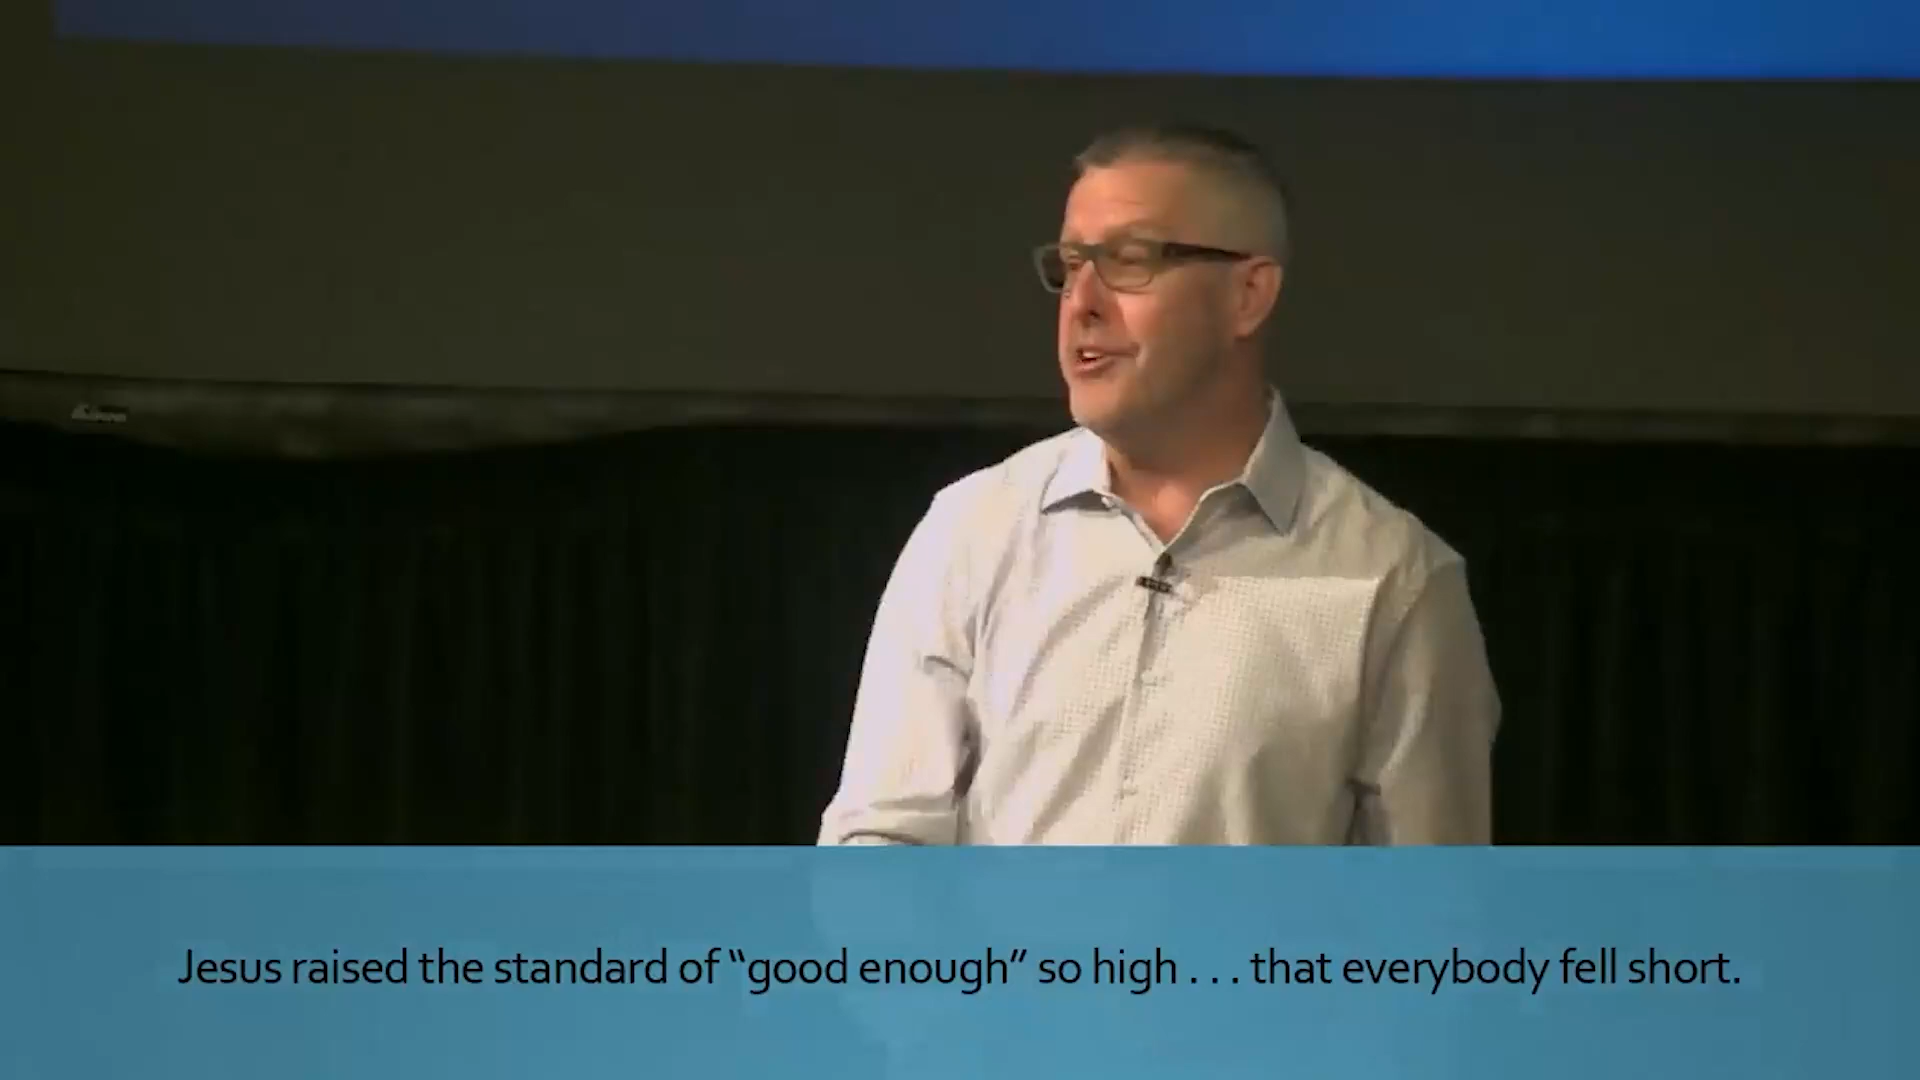 Jesus raised the standard of “good enough” so high . . . that everybody fell short.